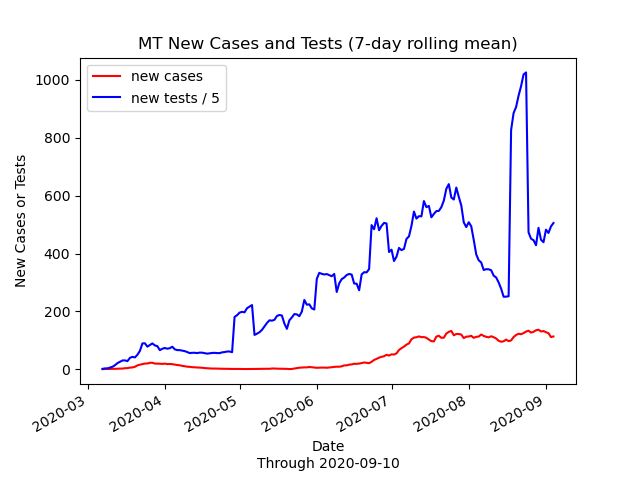 MT New Cases and Tests (7-day rolling mean)
new cases
new tests / 5
New Cases or Tests
1000
800
600
400
200
0
2020-03
2020-04
2020-05
2020-06
2020-07
2020-08
2020-09
Date
Through 2020-09-10